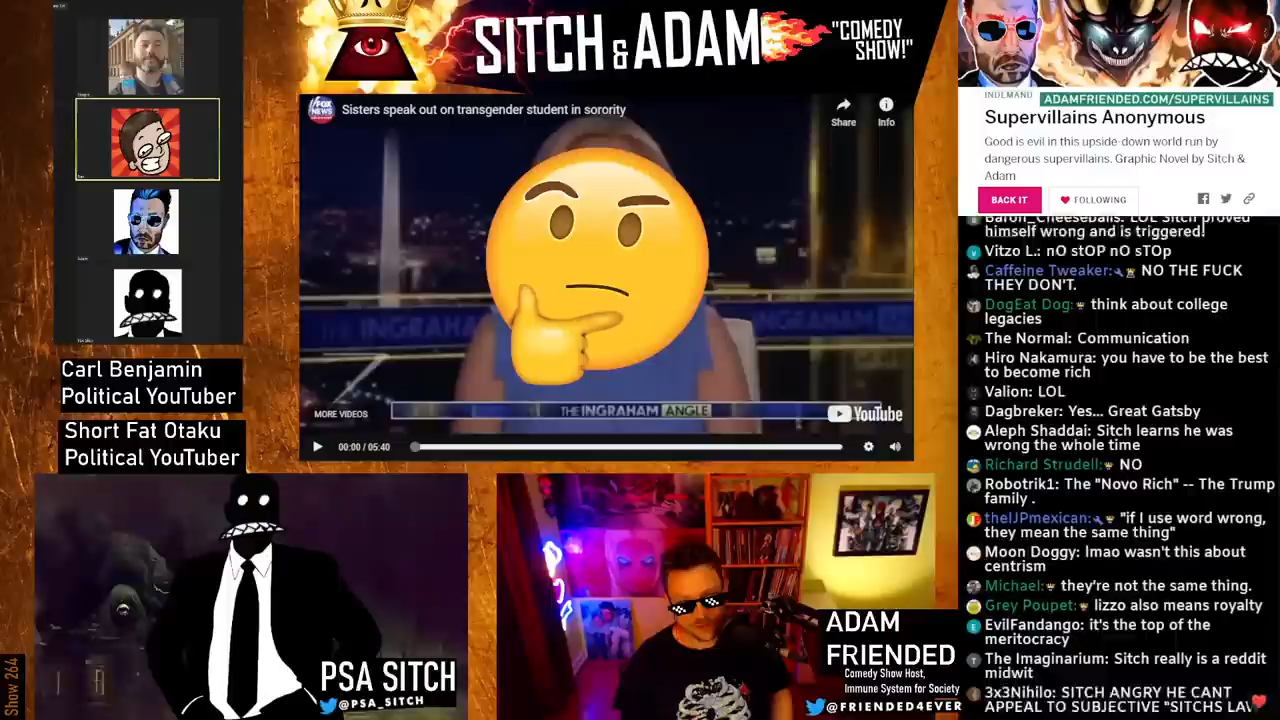 SITCH & ADAM
"COMEDY
SHOW!"
FOX
NEWS
Sisters speak out on transgender student in sorority
Share
Info
THE INGRAHAM ANGLE
MORE VIDEOS
YouTube
00:00 / 05:40
Carl Benjamin
Political YouTuber
Short Fat Otaku
Political YouTuber
PSA SITCH
@PSA_SITCH
Show 264
ADAM
FRIENDED
Comedy Show Host,
Immune System for Society
@FRIENDED4EVER
INDEMAND
ADAMFRIENDED.COM/SUPERVILLAINS
Supervillains Anonymous
Good is evil in this upside-down world run by
dangerous supervillains. Graphic Novel by Sitch &
Adam
BACK IT
FOLLOWING
Baron_Cheeseballs: LOL Sitch proved
himself wrong and is triggered!
Vitzo L.: nO stOP nO sTOp
Caffeine Tweaker: NO THE FUCK
THEY DON'T.
DogEat Dog: think about college
legacies
The Normal: Communication
Hiro Nakamura: you have to be the best
to become rich
Valion: LOL
Dagbreker: Yes... Great Gatsby
Aleph Shaddai: Sitch learns he was
wrong the whole time
Richard Strudell: NO
Robotrik1: The "Novo Rich" -- The Trump
family .
theIJPmexican: "if I use word wrong,
they mean the same thing"
Moon Doggy: lmao wasn't this about
centrism
Michael: they're not the same thing.
Grey Poupet: lizzo also means royalty
EvilFandango: it's the top of the
meritocracy
The Imaginarium: Sitch really is a reddit
midwit
3x3Nihilo: SITCH ANGRY HE CANT
APPEAL TO SUBJECTIVE "SITCHS LAV